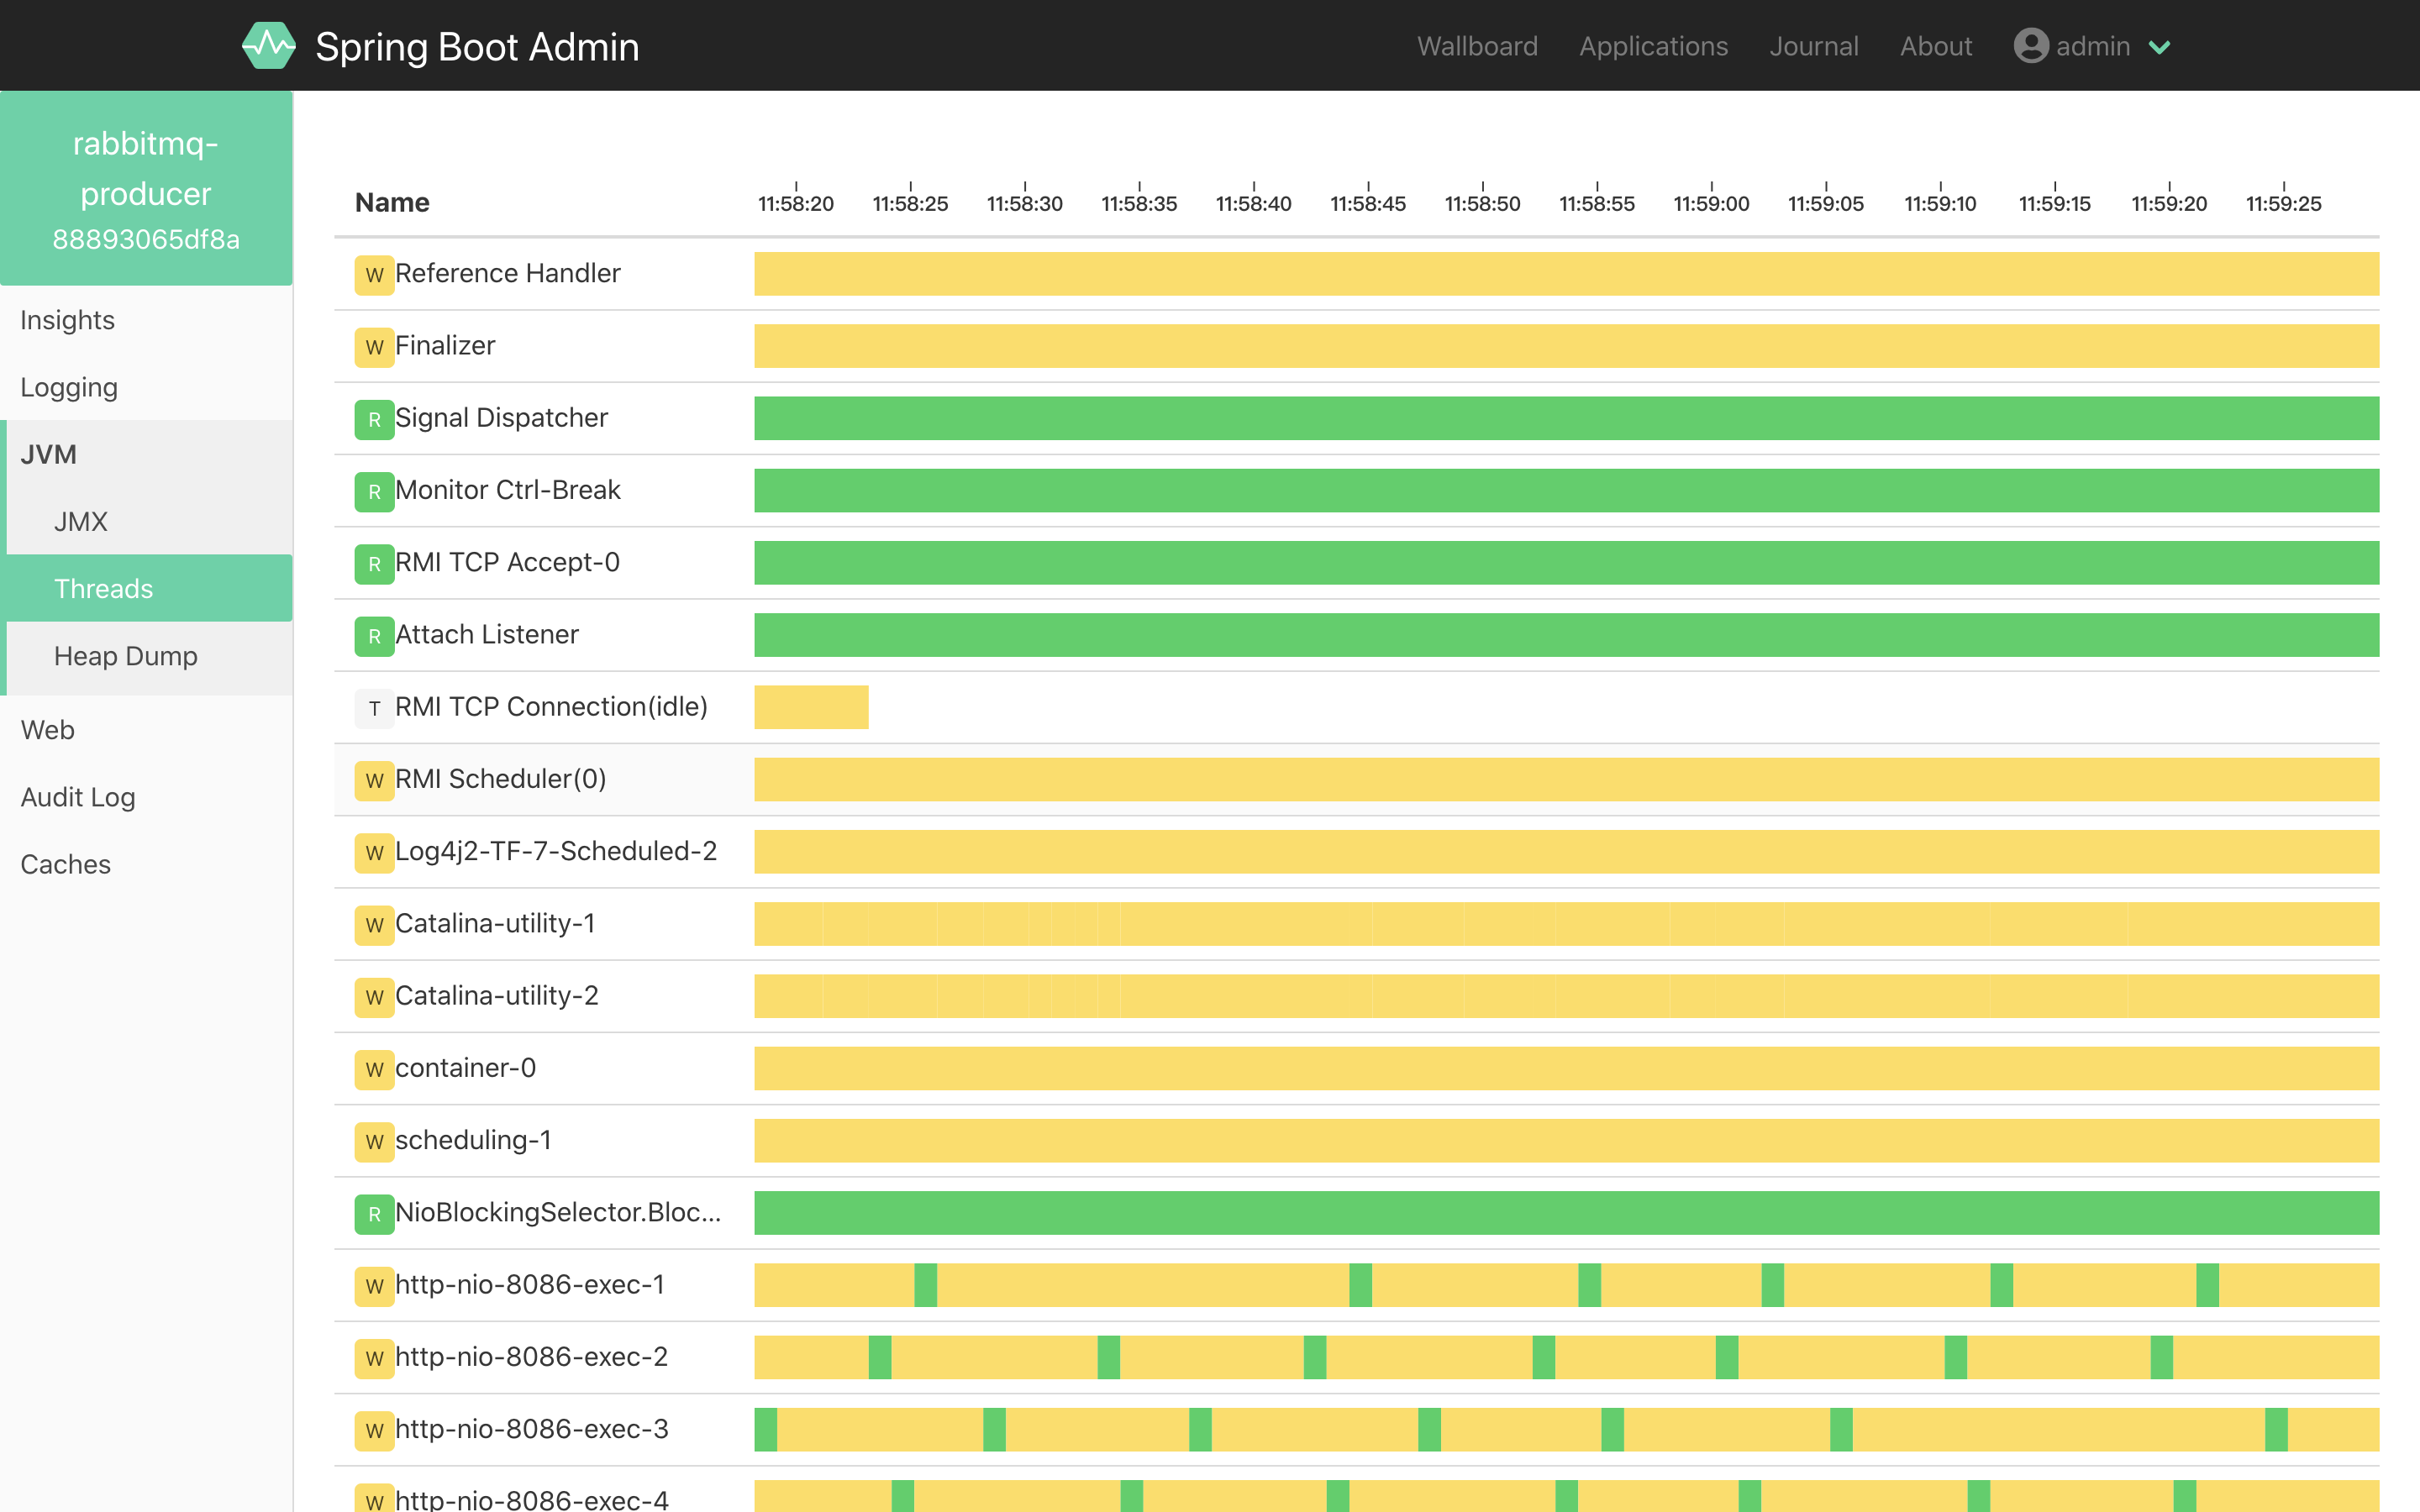 Spring Boot Admin
Wallboard Applications Journal About admin
rabbitmq-
producer
88893065df8a
Insights
Logging
JVM
JMX
Threads
Heap Dump
Web
Audit Log
Caches
Name 11:58:20 11:58:25 11:58:30 11:58:35 11:58:40 11:58:45 11:58:50 11:58:55 11:59:00 11:59:05 11:59:10 11:59:15 11:59:20 11:59:25
W Reference Handler
W Finalizer
R Signal Dispatcher
R Monitor Ctrl-Break
R RMI TCP Accept-0
R Attach Listener
T RMI TCP Connection(idle)
W RMI Scheduler(0)
W Log4j2-TF-7-Scheduled-2
W Catalina-utility-1
W Catalina-utility-2
W container-0
W scheduling-1
R NioBlockingSelector.Bloc...
W http-nio-8086-exec-1
W http-nio-8086-exec-2
W http-nio-8086-exec-3
W http-nio-8086-exec-4